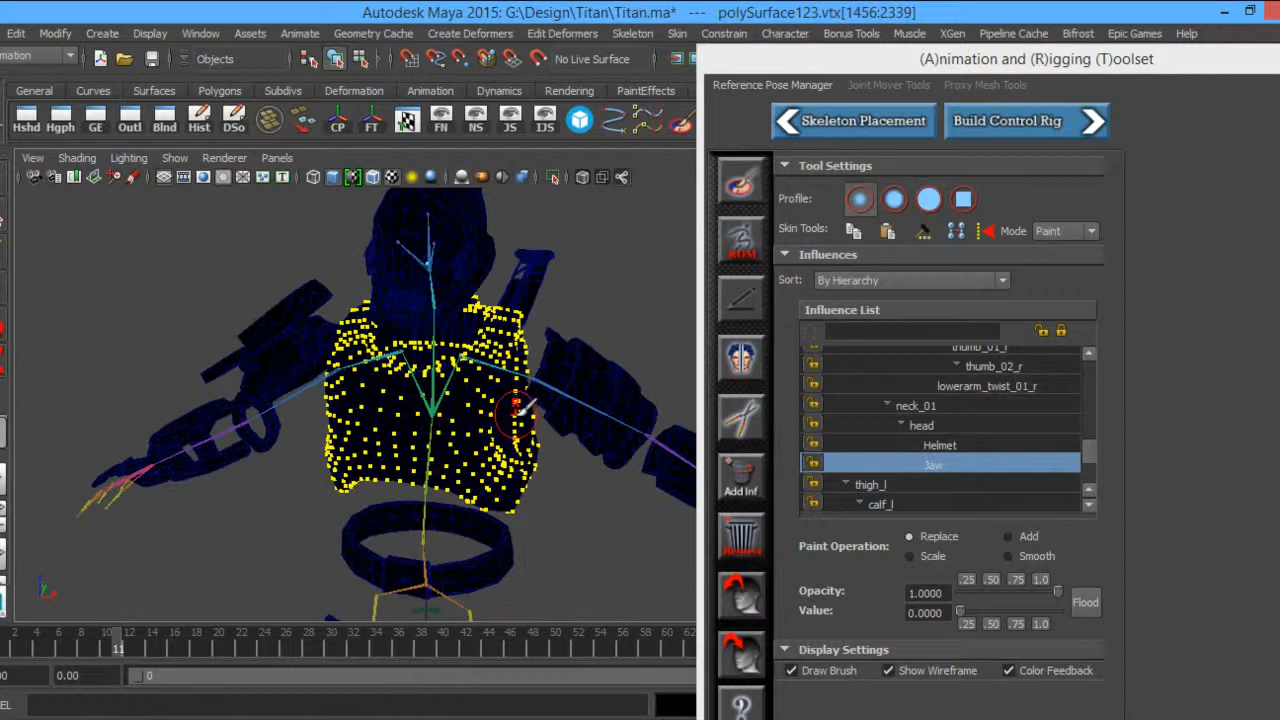 Autodesk Maya 2015: G:\Design\Titan\Titan.ma* --- polySurface123.vtx[1456:2339]
Edit Modify Create Display Window Assets Animate Geometry Cache Create Deformers Edit Deformers Skeleton Skin Constrain Character Bonus Tools Muscle XGen Pipeline Cache Bifrost Epic Games Help
mation Objects No Live Surface
(A)nimation and (R)igging (T)oolset
General Curves Surfaces Polygons Subdivs Deformation Animation Dynamics Rendering PaintEffects
Reference Pose Manager Joint Mover Tools Proxy Mesh Tools
Hshd Hgph GE Outl Blnd Hist DSo CP FT FN NS JS IJS
Skeleton Placement Build Control Rig
View Shading Lighting Show Renderer Panels
Tool Settings
Profile:
Skin Tools: Mode Paint
ROM
Influences
Sort: By Hierarchy
Influence List
thumb_01_r
thumb_02_r
lowerarm_twist_01_r
neck_01
head
Helmet
Jaw
thigh_l
calf_l
Add Inf
Remove
Paint Operation: Replace Add
Scale Smooth
.25 .50 .75 1.0
Opacity: 1.0000
Value: 0.0000 Flood
.25 .50 .75 1.0
R
y
persp
2 4 6 8 10 12 14 16 18 20 22 24 26 28 30 32 34 36 38 40 42 44 46 48 50 52 54 56 58 60 62
11
Display Settings
Draw Brush Show Wireframe Color Feedback
00 0.00 0
EL
?